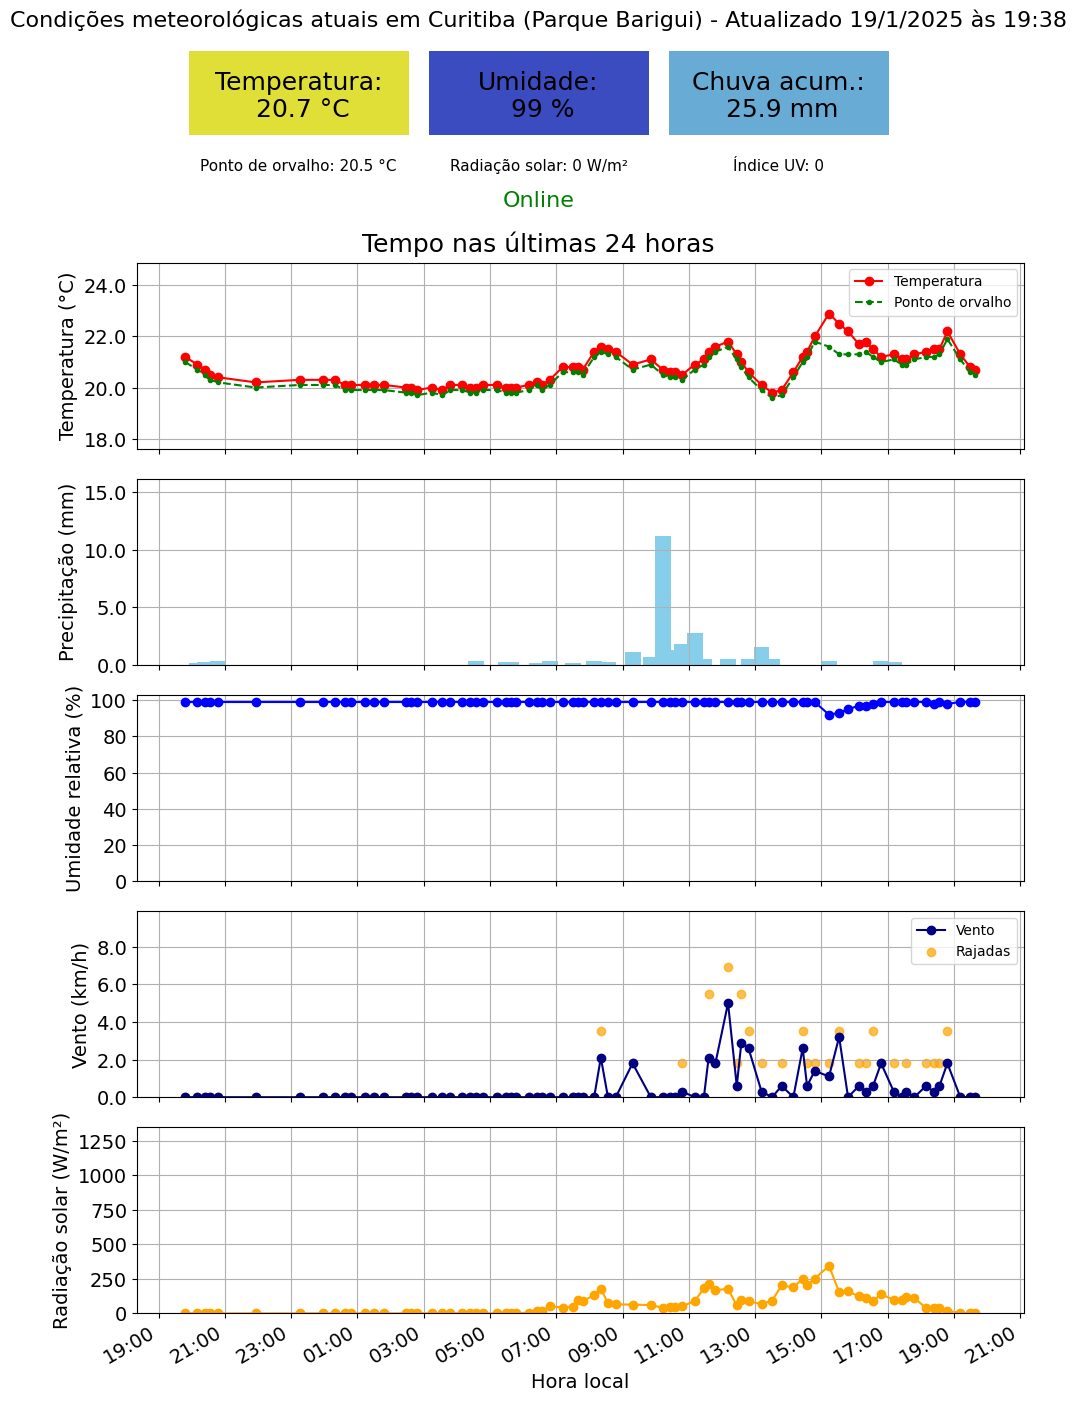 Condições meteorológicas atuais em Curitiba (Parque Barigui) - Atualizado 19/1/2025 às 19:38
Temperatura:
20.7 °C
Umidade:
99 %
Chuva acum.:
25.9 mm
Ponto de orvalho: 20.5 °C
Radiação solar: 0 W/m²
Índice UV: 0
Online
Tempo nas últimas 24 horas
Temperatura (°C)
24.0
22.0
20.0
18.0
Temperatura
Ponto de orvalho
Precipitação (mm)
15.0
10.0
5.0
0.0
Umidade relativa (%)
100
80
60
40
20
0
Vento (km/h)
8.0
6.0
4.0
2.0
0.0
Vento
Rajadas
Radiação solar (W/m²)
1250
1000
750
500
250
0
19:00 21:00 23:00 01:00 03:00 05:00 07:00 09:00 11:00 13:00 15:00 17:00 19:00 21:00
Hora local